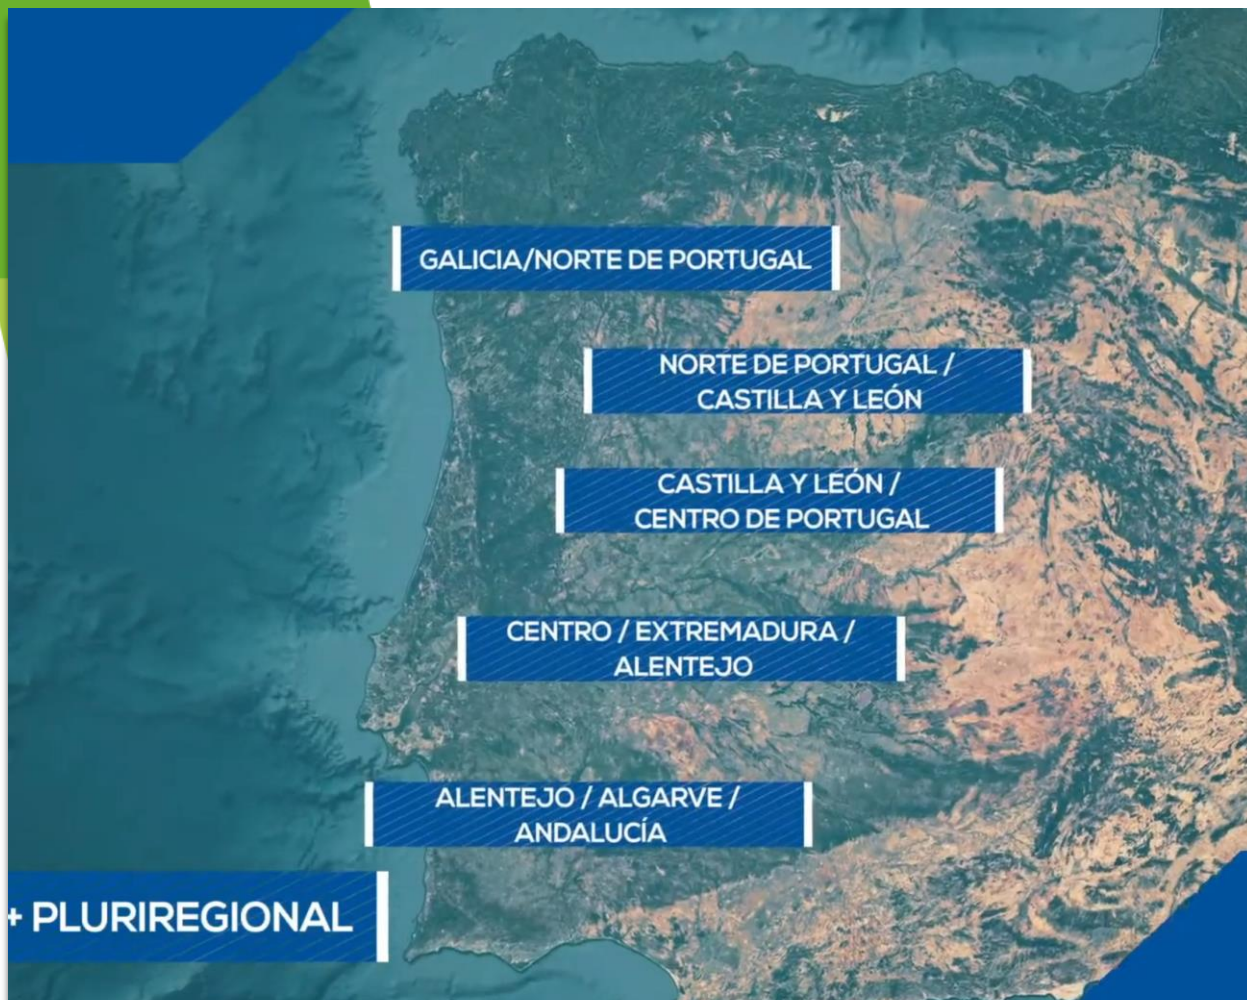 GALICIA/NORTE DE PORTUGAL
NORTE DE PORTUGAL /
CASTILLA Y LEÓN
CASTILLA Y LEÓN /
CENTRO DE PORTUGAL
CENTRO / EXTREMADURA /
ALENTEJO
ALENTEJO / ALGARVE /
ANDALUCÍA
+ PLURIREGIONAL